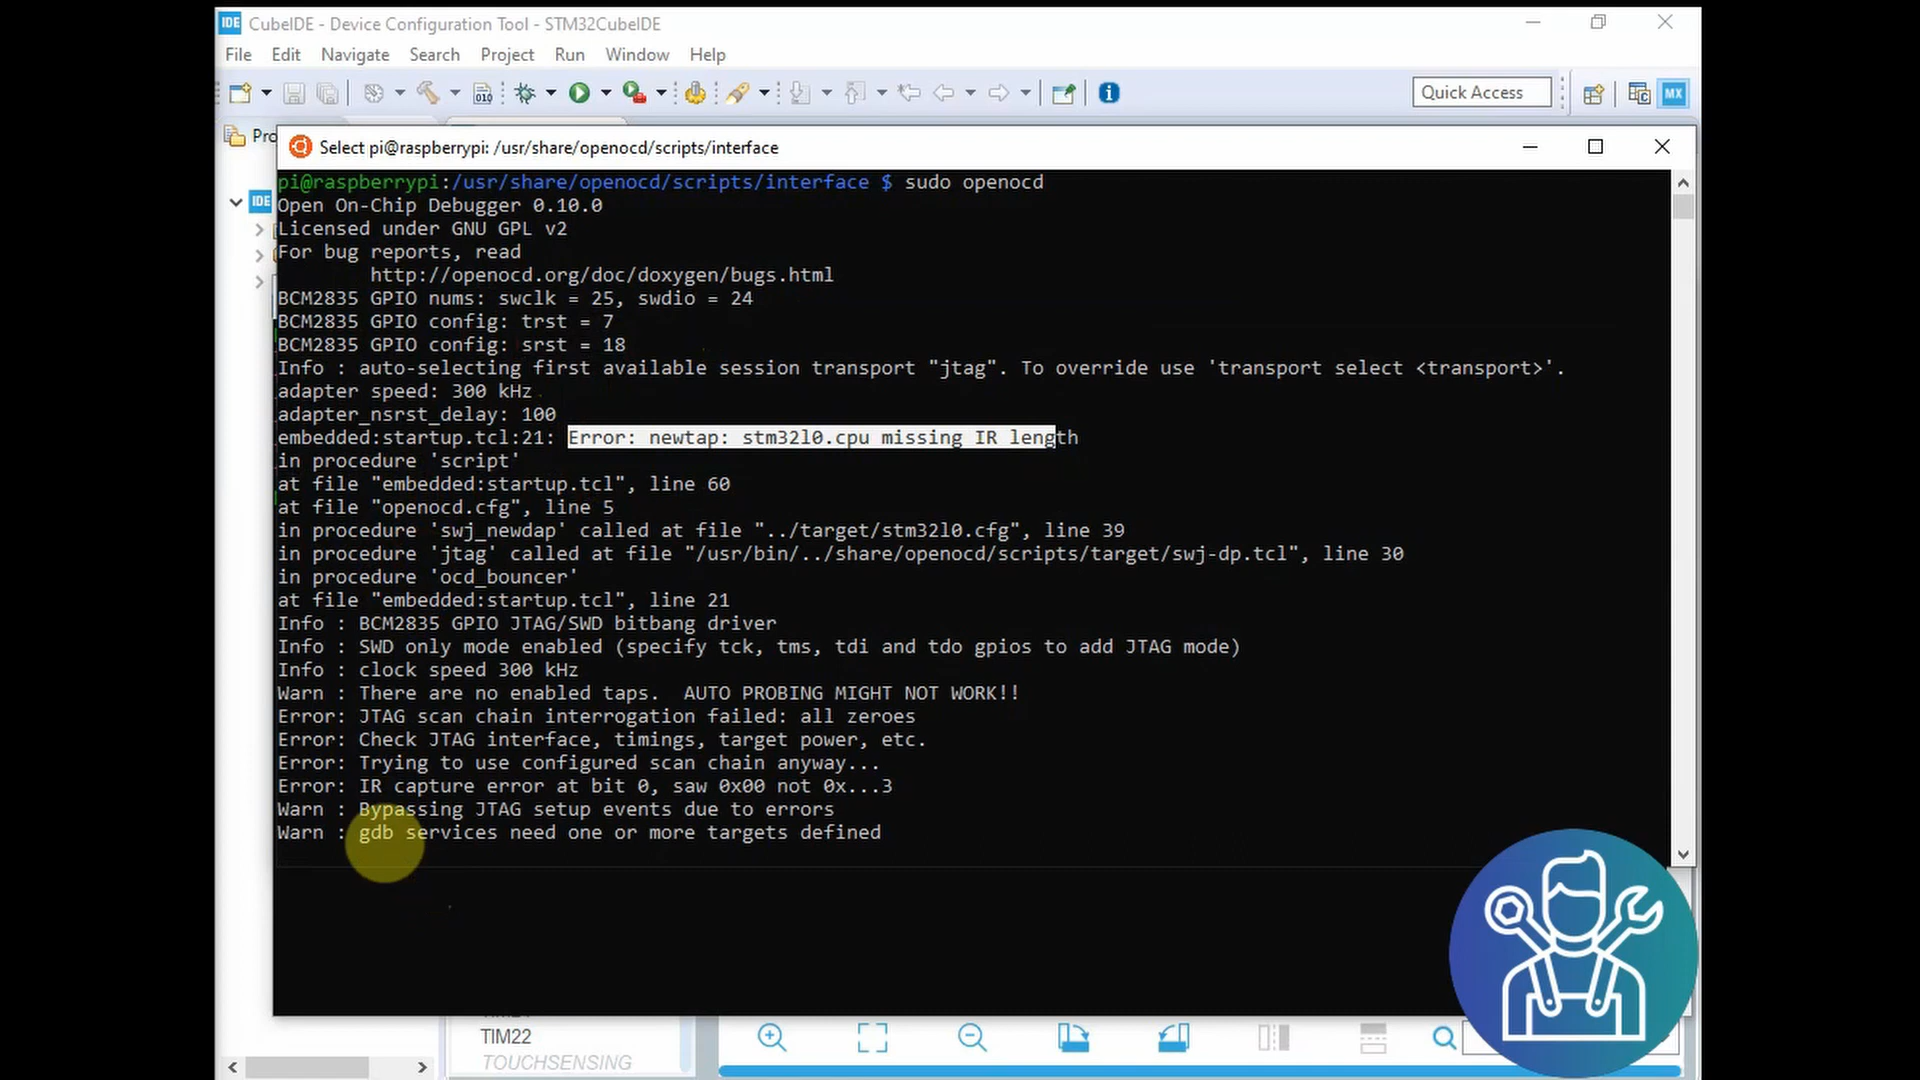 IDE CubeIDE - Device Configuration Tool - STM32CubeIDE
File Edit Navigate Search Project Run Window Help
010
Quick Access
MX
Pro
Select pi@raspberrypi: /usr/share/openocd/scripts/interface
IDE
pi@raspberrypi:/usr/share/openocd/scripts/interface $ sudo openocd
Open On-Chip Debugger 0.10.0
Licensed under GNU GPL v2
For bug reports, read
http://openocd.org/doc/doxygen/bugs.html
BCM2835 GPIO nums: swclk = 25, swdio = 24
BCM2835 GPIO config: trst = 7
BCM2835 GPIO config: srst = 18
Info : auto-selecting first available session transport "jtag". To override use 'transport select <transport>'.
adapter speed: 300 kHz
adapter_nsrst_delay: 100
embedded:startup.tcl:21: Error: newtap: stm32l0.cpu missing IR length
in procedure 'script'
at file "embedded:startup.tcl", line 60
at file "openocd.cfg", line 5
in procedure 'swj_newdap' called at file "../target/stm32l0.cfg", line 39
in procedure 'jtag' called at file "/usr/bin/../share/openocd/scripts/target/swj-dp.tcl", line 30
in procedure 'ocd_bouncer'
at file "embedded:startup.tcl", line 21
Info : BCM2835 GPIO JTAG/SWD bitbang driver
Info : SWD only mode enabled (specify tck, tms, tdi and tdo gpios to add JTAG mode)
Info : clock speed 300 kHz
Warn : There are no enabled taps.  AUTO PROBING MIGHT NOT WORK!!
Error: JTAG scan chain interrogation failed: all zeroes
Error: Check JTAG interface, timings, target power, etc.
Error: Trying to use configured scan chain anyway...
Error: IR capture error at bit 0, saw 0x00 not 0x...3
Warn : Bypassing JTAG setup events due to errors
Warn : gdb services need one or more targets defined
TIM22
TOUCHSENSING